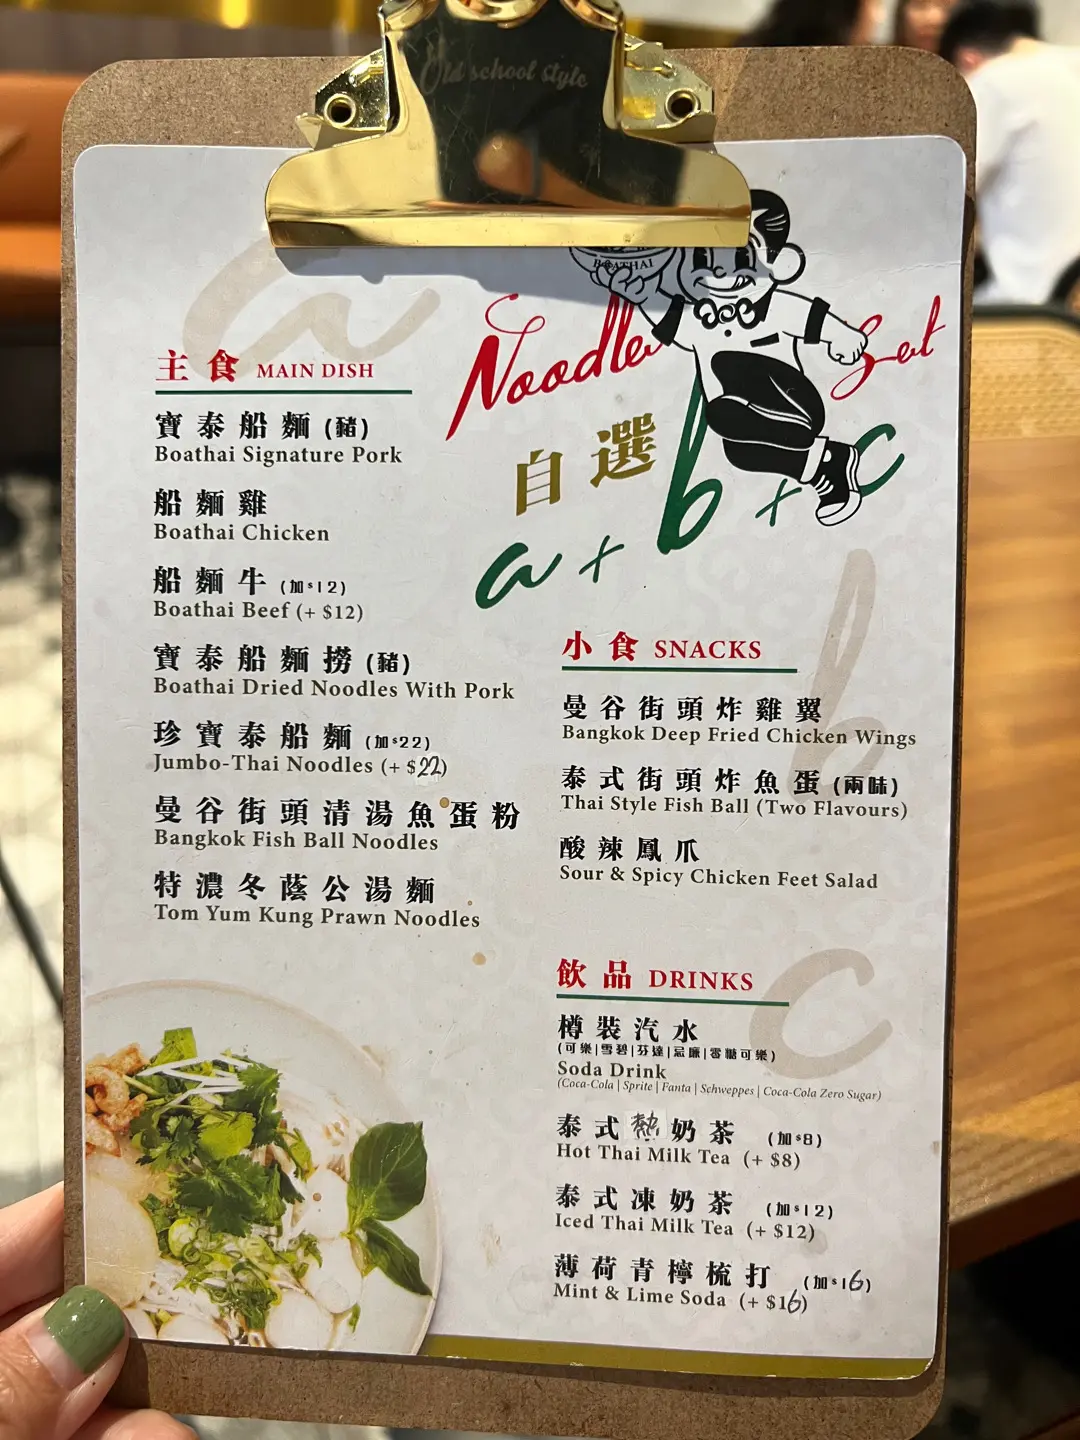 Old school style
BOATHAI
Noodle Set
自選
a + b + c
主食 MAIN DISH
寶泰船麵 (豬)
Boathai Signature Pork
船麵雞
Boathai Chicken
船麵牛 (加$12)
Boathai Beef (+ $12)
寶泰船麵撈 (豬)
Boathai Dried Noodles With Pork
珍寶泰船麵 (加$22)
Jumbo-Thai Noodles (+ $22)
曼谷街頭清湯魚蛋粉
Bangkok Fish Ball Noodles
特濃冬蔭公湯麵
Tom Yum Kung Prawn Noodles
小食 SNACKS
曼谷街頭炸雞翼
Bangkok Deep Fried Chicken Wings
泰式街頭炸魚蛋 (兩味)
Thai Style Fish Ball (Two Flavours)
酸辣鳳爪
Sour & Spicy Chicken Feet Salad
飲品 DRINKS
樽裝汽水
(可樂|雪碧|芬達|忌廉|零糖可樂)
Soda Drink
(Coca-Cola | Sprite | Fanta | Schweppes | Coca-Cola Zero Sugar)
泰式熱奶茶 (加$8)
Hot Thai Milk Tea (+ $8)
泰式凍奶茶 (加$12)
Iced Thai Milk Tea (+ $12)
薄荷青檸梳打 (加$16)
Mint & Lime Soda (+ $16)
a
b
c